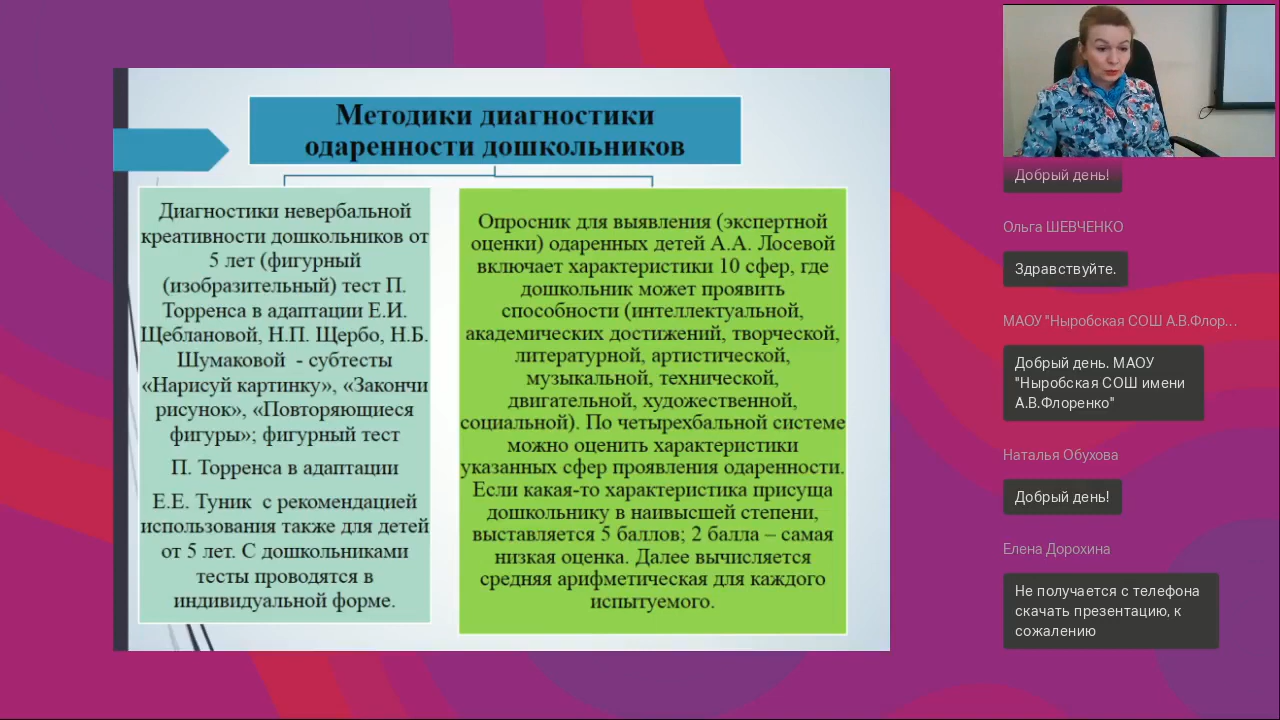 Методики диагностики
одаренности дошкольников
Диагностики невербальной
креативности дошкольников от
5 лет (фигурный
(изобразительный) тест П.
Торренса в адаптации Е.И.
Щеблановой, Н.П. Щербо, Н.Б.
Шумаковой - субтесты
«Нарисуй картинку», «Закончи
рисунок», «Повторяющиеся
фигуры»; фигурный тест
П. Торренса в адаптации
Е.Е. Туник с рекомендацией
использования также для детей
от 5 лет. С дошкольниками
тесты проводятся в
индивидуальной форме.
Опросник для выявления (экспертной
оценки) одаренных детей А.А. Лосевой
включает характеристики 10 сфер, где
дошкольник может проявить
способности (интеллектуальной,
академических достижений, творческой,
литературной, артистической,
музыкальной, технической,
двигательной, художественной,
социальной). По четырехбальной системе
можно оценить характеристики
указанных сфер проявления одаренности.
Если какая-то характеристика присуща
дошкольнику в наивысшей степени,
выставляется 5 баллов; 2 балла – самая
низкая оценка. Далее вычисляется
средняя арифметическая для каждого
испытуемого.
Добрый день!
Ольга ШЕВЧЕНКО
Здравствуйте.
МАОУ "Ныробская СОШ А.В.Флор...
Добрый день. МАОУ
"Ныробская СОШ имени
А.В.Флоренко"
Наталья Обухова
Добрый день!
Елена Дорохина
Не получается с телефона
скачать презентацию, к
сожалению